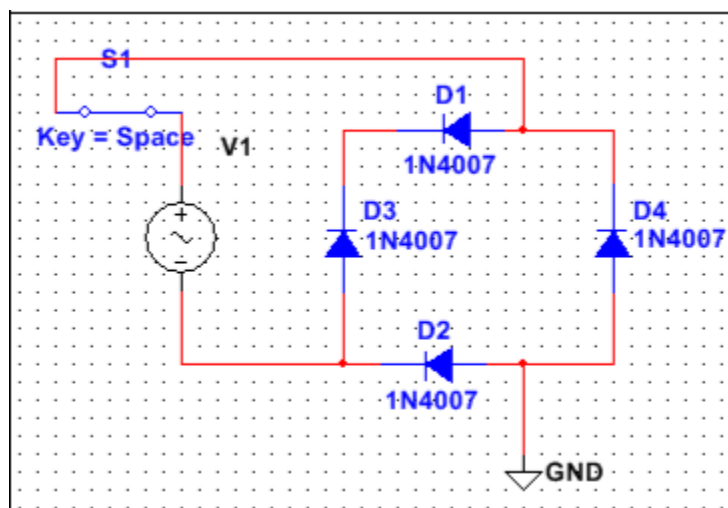 S1
Key = Space
V1
+
-
D1
1N4007
D3
1N4007
D4
1N4007
D2
1N4007
GND